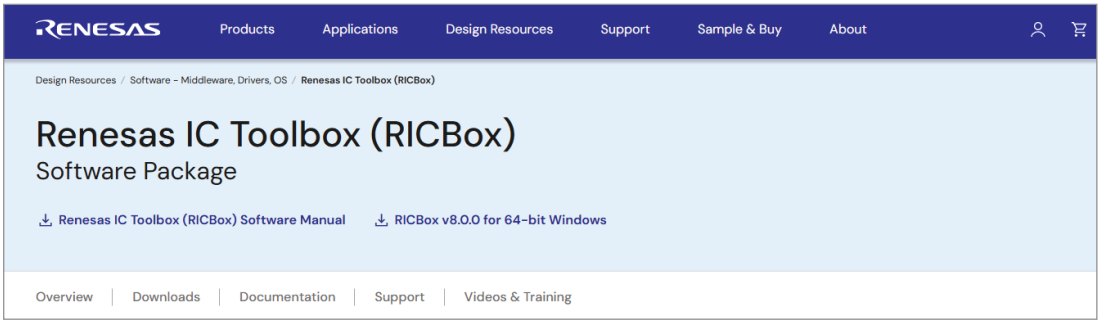 RENESAS Products Applications Design Resources Support Sample & Buy About
Design Resources / Software - Middleware, Drivers, OS / Renesas IC Toolbox (RICBox)
Renesas IC Toolbox (RICBox)
Software Package
Renesas IC Toolbox (RICBox) Software Manual RICBox v8.0.0 for 64-bit Windows
Overview Downloads Documentation Support Videos & Training